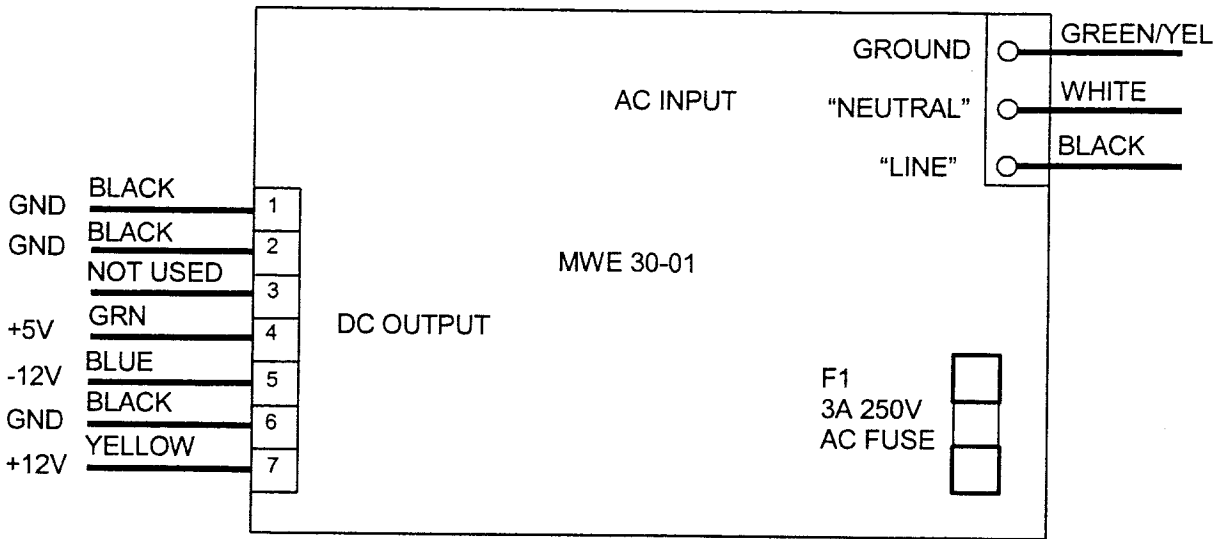 GROUND
GREEN/YEL
AC INPUT
"NEUTRAL"
WHITE
"LINE"
BLACK
GND
BLACK
1
GND
BLACK
2
NOT USED
3
MWE 30-01
+5V
GRN
4
DC OUTPUT
-12V
BLUE
5
GND
BLACK
6
+12V
YELLOW
7
F1
3A 250V
AC FUSE